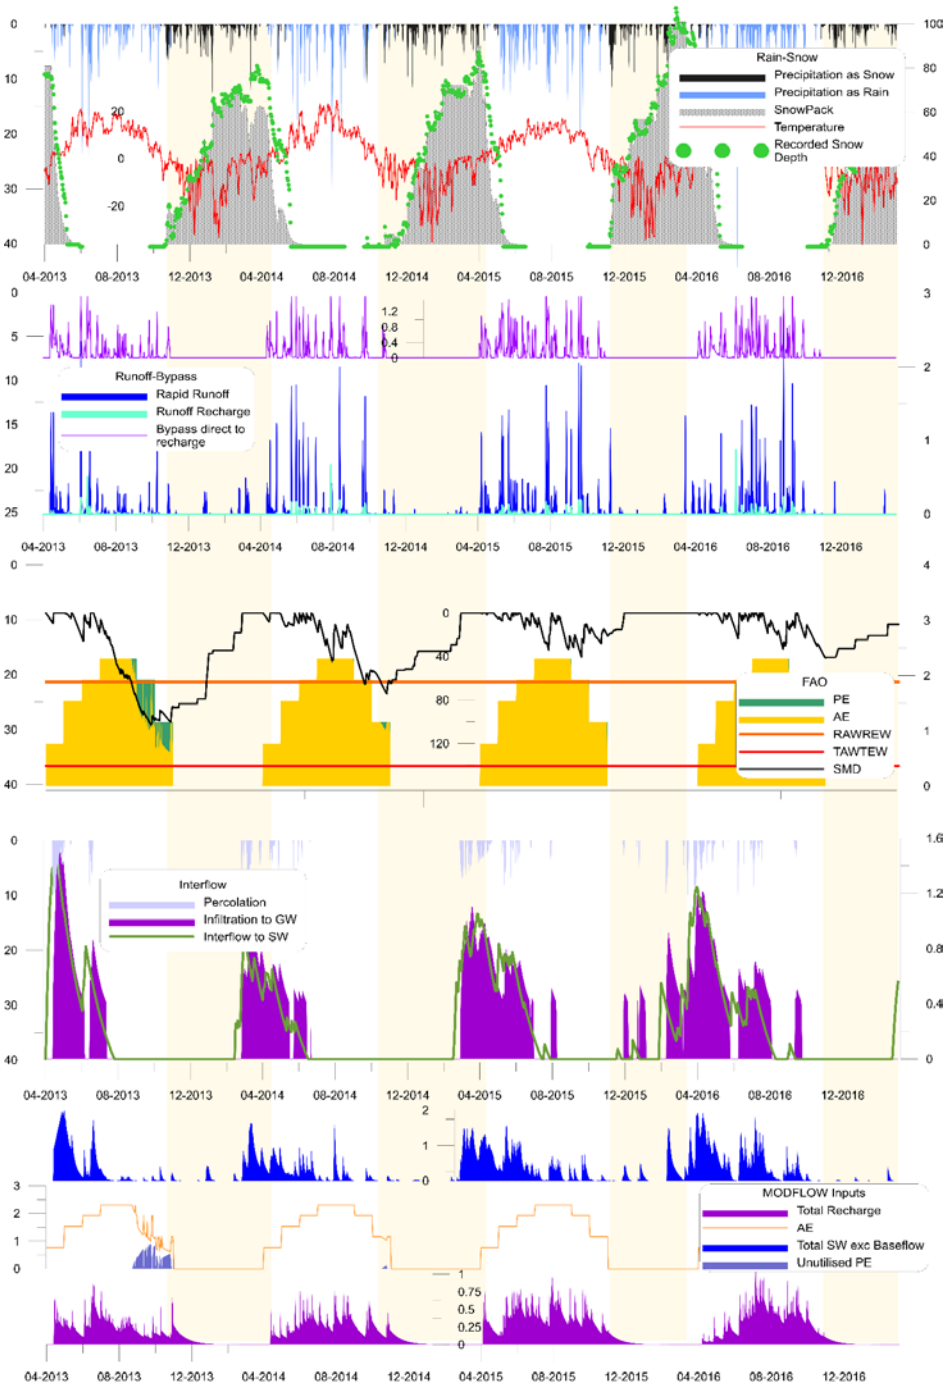 0
100
Rain-Snow
Precipitation as Snow
Precipitation as Rain
SnowPack
Temperature
Recorded Snow
Depth
10
80
20
20
60
0
30
40
-20
20
40
0
04-2013 08-2013 12-2013 04-2014 08-2014 12-2014 04-2015 08-2015 12-2015 04-2016 08-2016 12-2016
0
3
1.2
0.8
0.4
0
5
10
2
Runoff-Bypass
Rapid Runoff
Runoff Recharge
Bypass direct to
recharge
15
1
20
25
0
04-2013 08-2013 12-2013 04-2014 08-2014 12-2014 04-2015 08-2015 12-2015 04-2016 08-2016 12-2016
0
4
10
0
3
40
20
2
FAO
PE
AE
RAWREW
TAWTEW
SMD
80
30
1
120
40
0
0
1.6
Interflow
Percolation
Infiltration to GW
Interflow to SW
10
1.2
20
0.8
30
0.4
40
0
04-2013 08-2013 12-2013 04-2014 08-2014 12-2014 04-2015 08-2015 12-2015 04-2016 08-2016 12-2016
2
1
0
3
2
1
0
MODFLOW Inputs
Total Recharge
AE
Total SW exc Baseflow
Unutilised PE
1
0.75
0.5
0.25
0
04-2013 08-2013 12-2013 04-2014 08-2014 12-2014 04-2015 08-2015 12-2015 04-2016 08-2016 12-2016